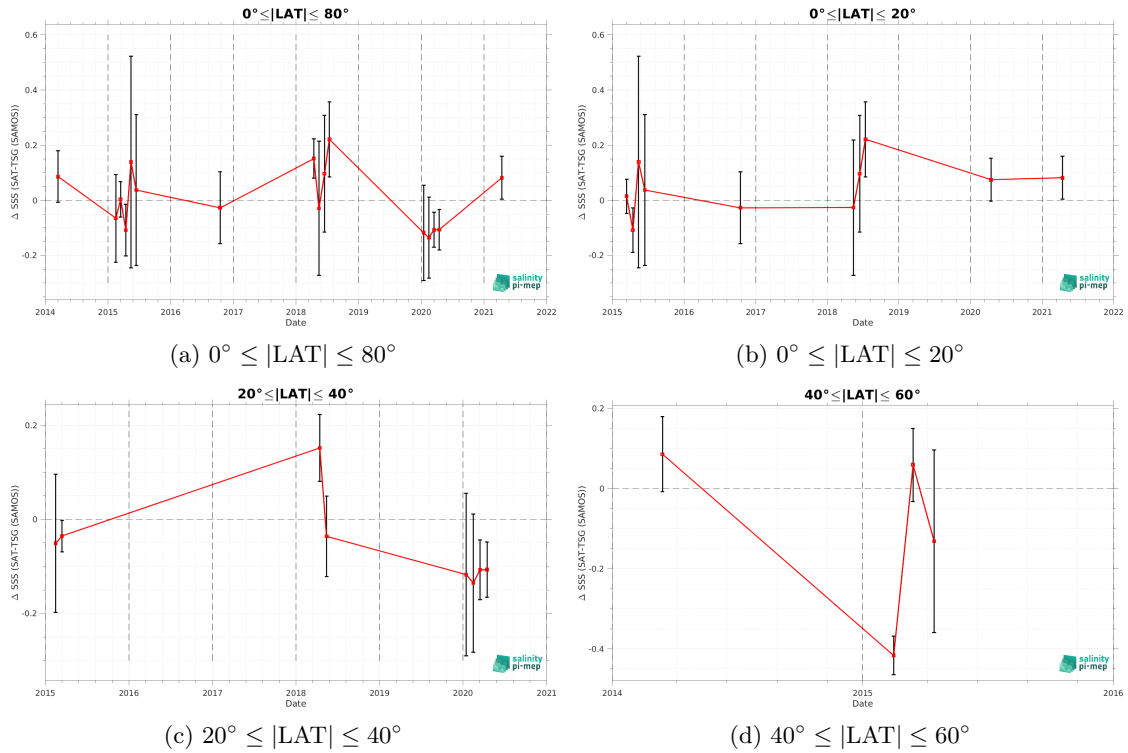 0°≤|LAT|≤ 80°
0.6
0.4
0.2
0
-0.2
Δ SSS (SAT-TSG (SAMOS))
2014
2015
2016
2017
2018
2019
2020
2021
2022
Date
salinity
pi-mep
(a) 0° ≤ |LAT| ≤ 80°
0°≤|LAT|≤ 20°
0.6
0.4
0.2
0
-0.2
Δ SSS (SAT-TSG (SAMOS))
2015
2016
2017
2018
2019
2020
2021
2022
Date
salinity
pi-mep
(b) 0° ≤ |LAT| ≤ 20°
20°≤|LAT|≤ 40°
0.2
0
-0.2
Δ SSS (SAT-TSG (SAMOS))
2015
2016
2017
2018
2019
2020
2021
Date
salinity
pi-mep
(c) 20° ≤ |LAT| ≤ 40°
40°≤|LAT|≤ 60°
0.2
0
-0.2
-0.4
Δ SSS (SAT-TSG (SAMOS))
2014
2015
2016
Date
salinity
pi-mep
(d) 40° ≤ |LAT| ≤ 60°